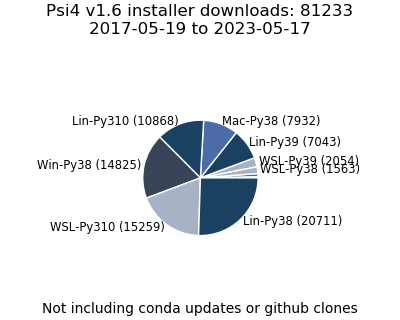 Psi4 v1.6 installer downloads: 81233
2017-05-19 to 2023-05-17
Lin-Py310 (10868)
Mac-Py38 (7932)
Lin-Py39 (7043)
WSL-Py39 (2054)
WSL-Py38 (1563)
Win-Py38 (14825)
WSL-Py310 (15259)
Lin-Py38 (20711)
Not including conda updates or github clones